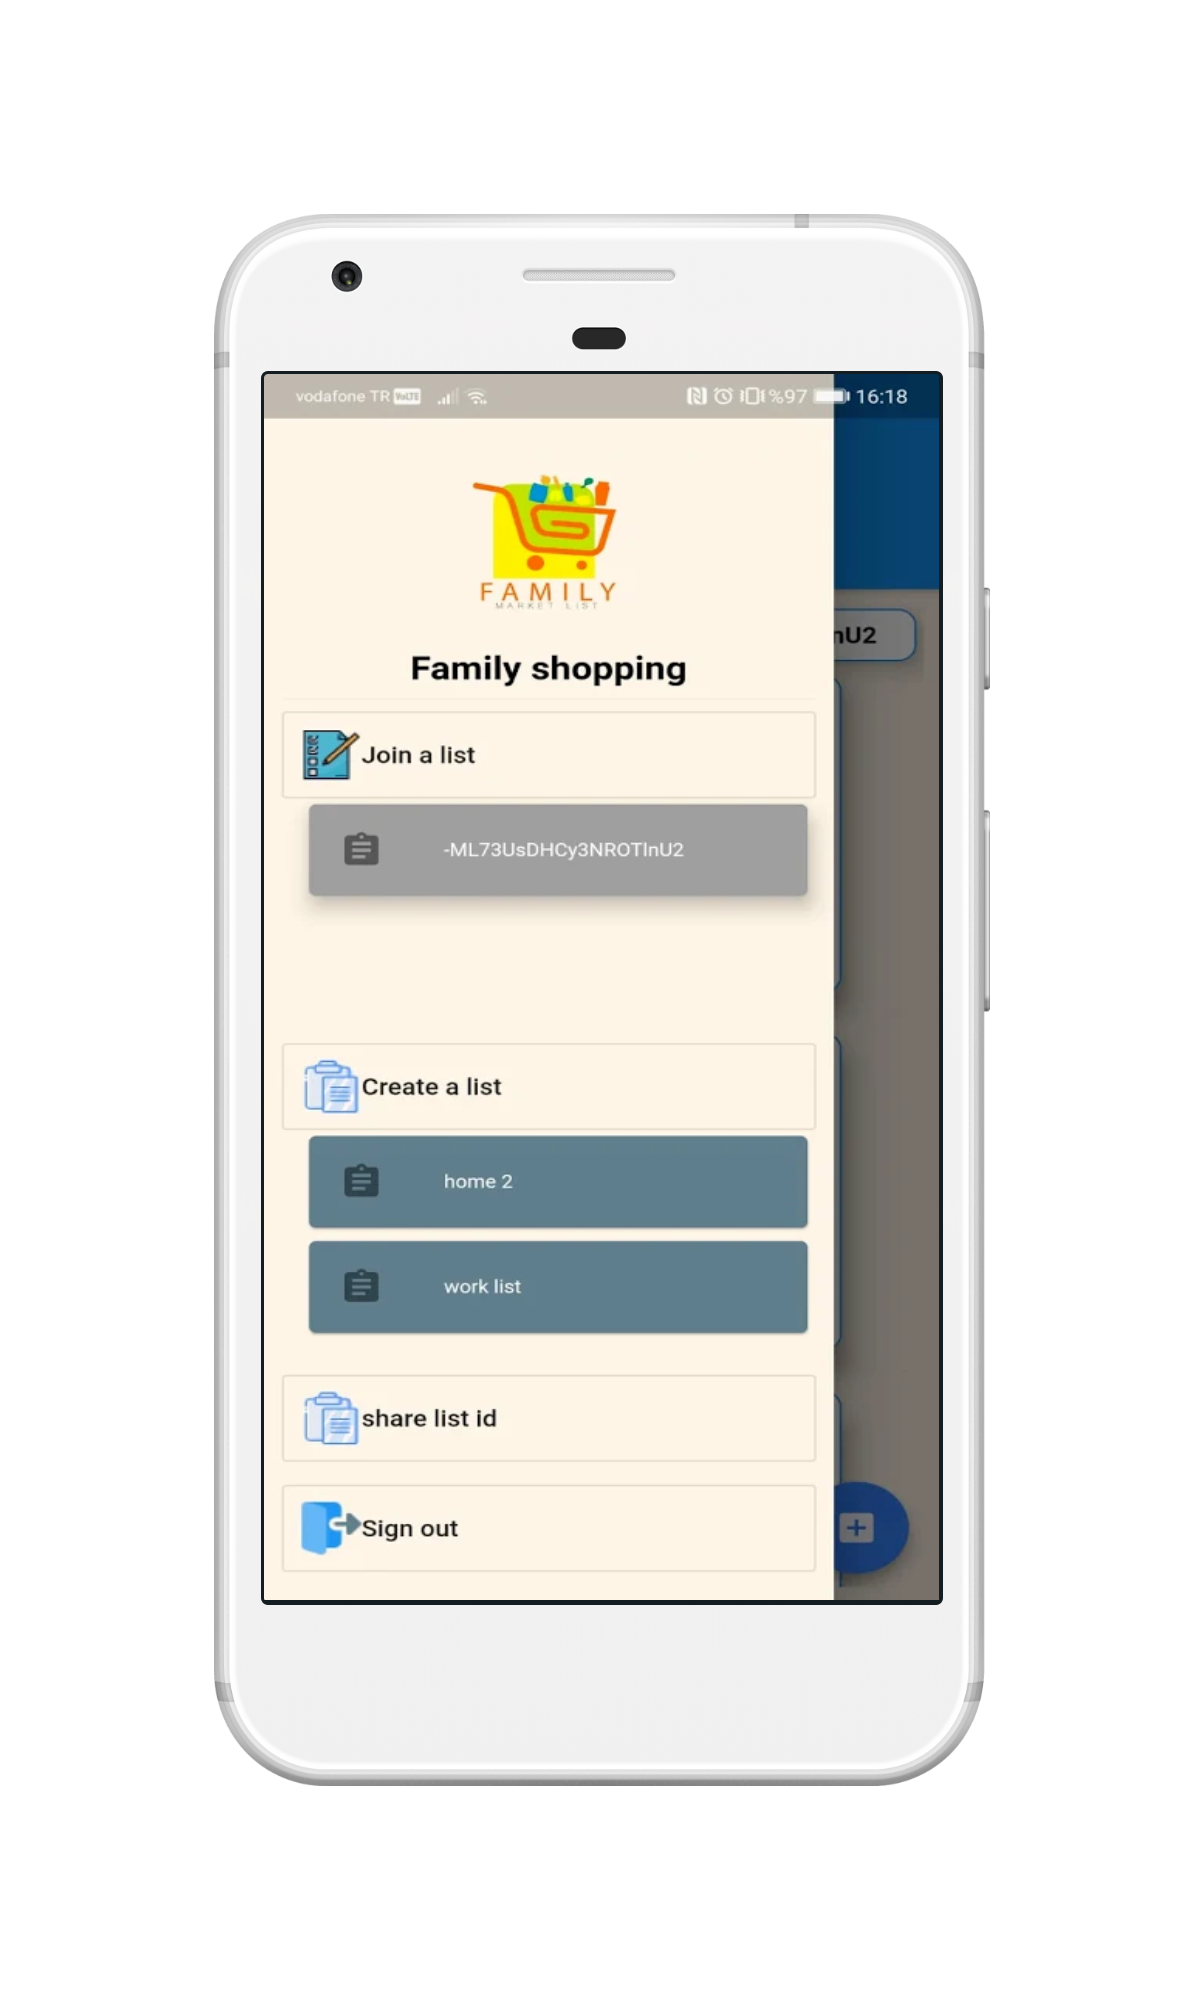 vodafone TR VoLTE %97 16:18
FAMILY
MARKET LIST
nU2
Family shopping
Join a list
-ML73UsDHCy3NROTlnU2
Create a list
home 2
work list
share list id
Sign out